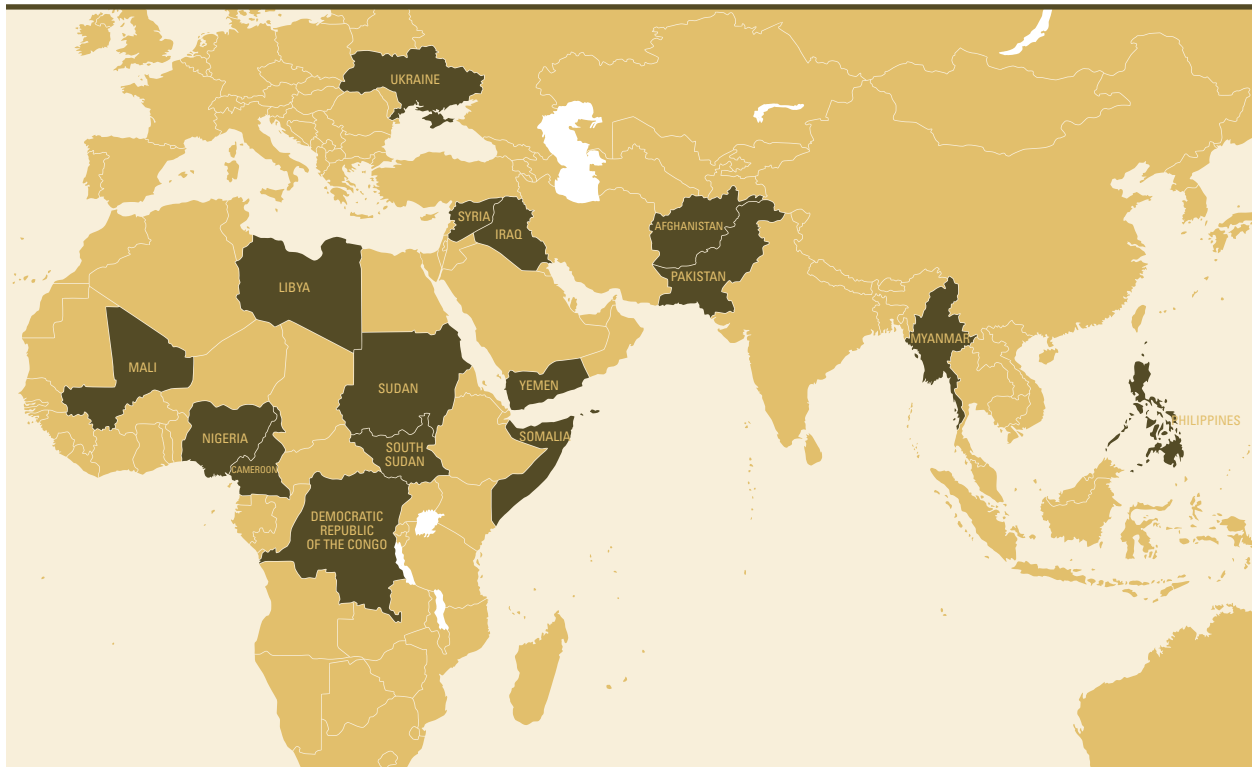 UKRAINE
SYRIA
IRAQ
AFGHANISTAN
PAKISTAN
LIBYA
MALI
MYANMAR
SUDAN
YEMEN
PHILIPPINES
NIGERIA
SOMALIA
SOUTH
SUDAN
CAMEROON
DEMOCRATIC
REPUBLIC
OF THE CONGO